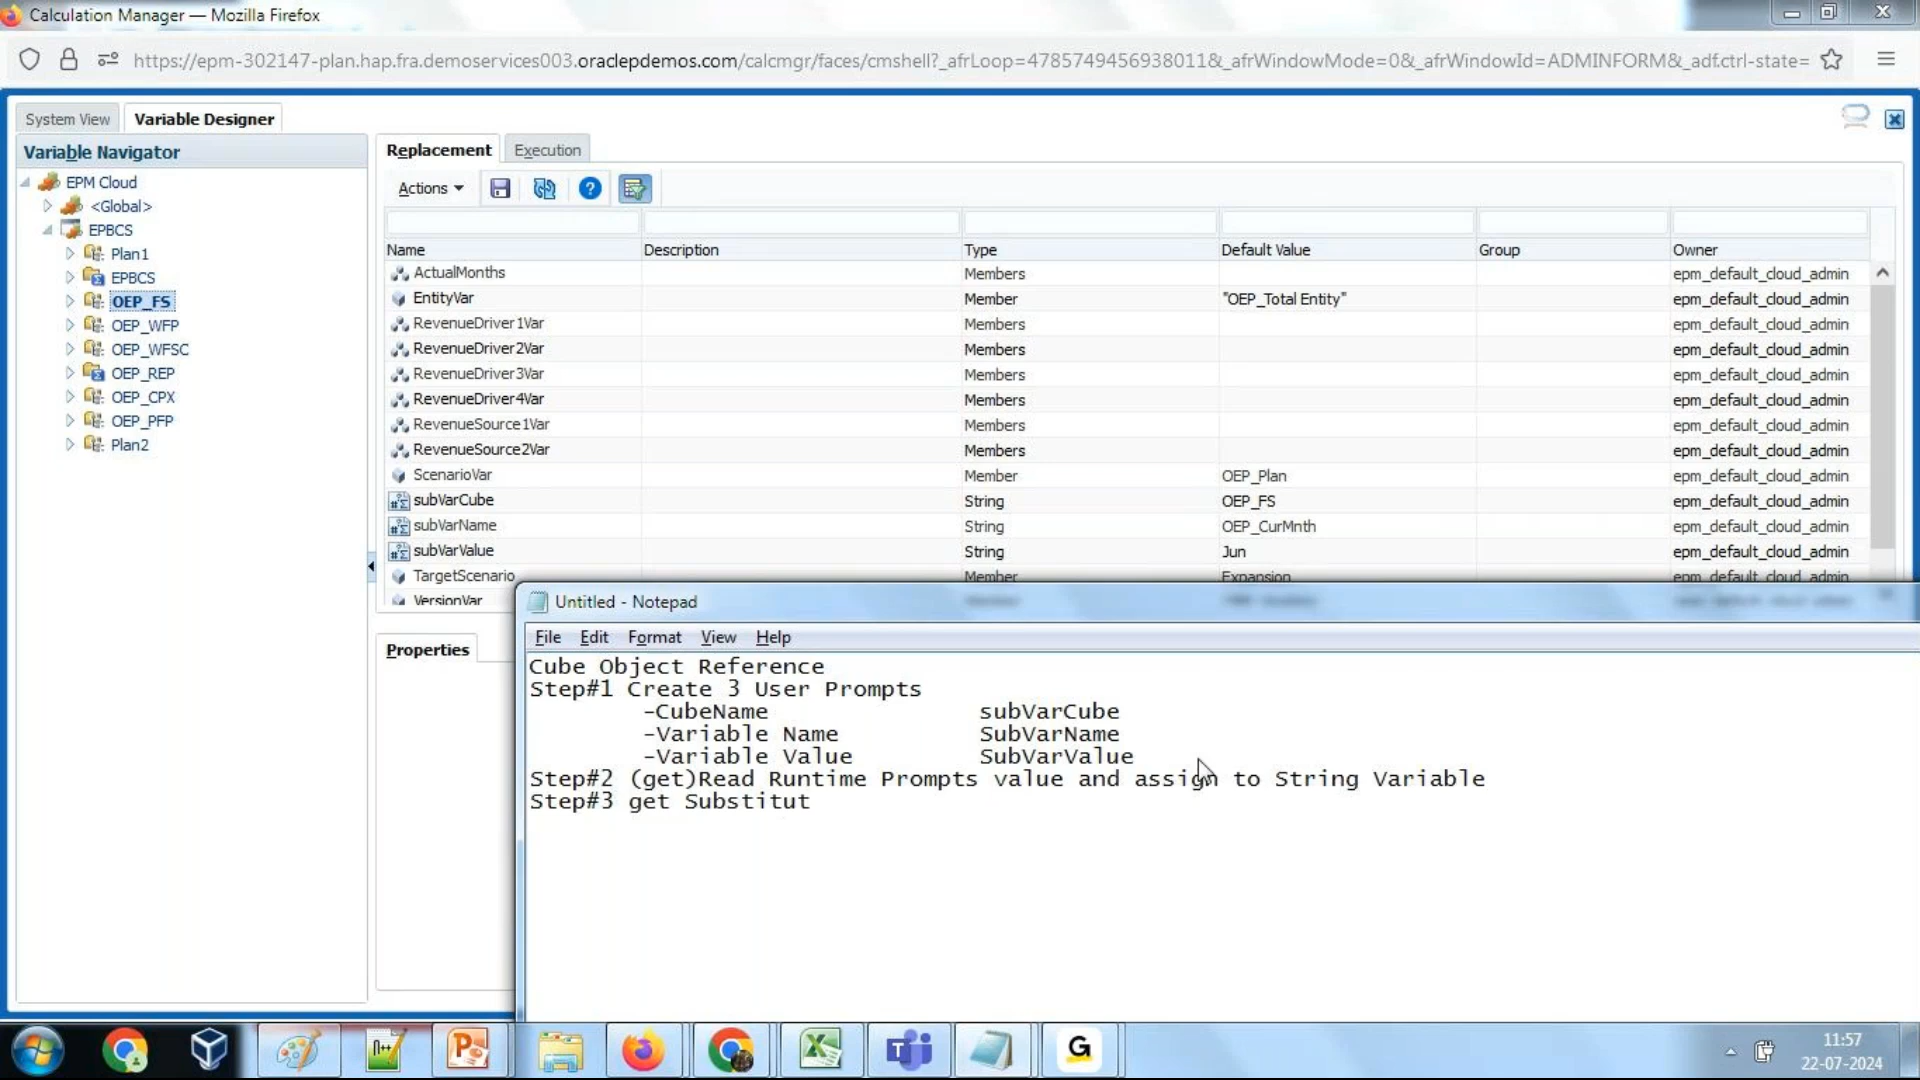 Calculation Manager — Mozilla Firefox
https://epm-302147-plan.hap.fra.demoservices003.oraclepdemos.com/calcmgr/faces/cmshell?_afrLoop=4785749456938011&_afrWindowMode=0&_afrWindowId=ADMINFORM&_adf.ctrl-state=
System View Variable Designer
Variable Navigator
EPM Cloud
<Global>
EPBCS
Plan1
EPBCS
OEP_FS
OEP_WFP
OEP_WFSC
OEP_REP
OEP_CPX
OEP_PFP
Plan2
Replacement Execution
Actions
Name Description Type Default Value Group Owner
ActualMonths Members epm_default_cloud_admin
EntityVar Member "OEP_Total Entity" epm_default_cloud_admin
RevenueDriver1Var Members epm_default_cloud_admin
RevenueDriver2Var Members epm_default_cloud_admin
RevenueDriver3Var Members epm_default_cloud_admin
RevenueDriver4Var Members epm_default_cloud_admin
RevenueSource1Var Members epm_default_cloud_admin
RevenueSource2Var Members epm_default_cloud_admin
ScenarioVar Member OEP_Plan epm_default_cloud_admin
subVarCube String OEP_FS epm_default_cloud_admin
subVarName String OEP_CurMnth epm_default_cloud_admin
subVarValue String Jun epm_default_cloud_admin
TargetScenario Member Expansion epm_default_cloud_admin
VersionVar
Properties
Untitled - Notepad
File Edit Format View Help
Cube Object Reference
Step#1 Create 3 User Prompts
-CubeName subVarCube
-Variable Name SubVarName
-Variable Value SubVarValue
Step#2 (get)Read Runtime Prompts value and assign to String Variable
Step#3 get Substitut
11:57
22-07-2024